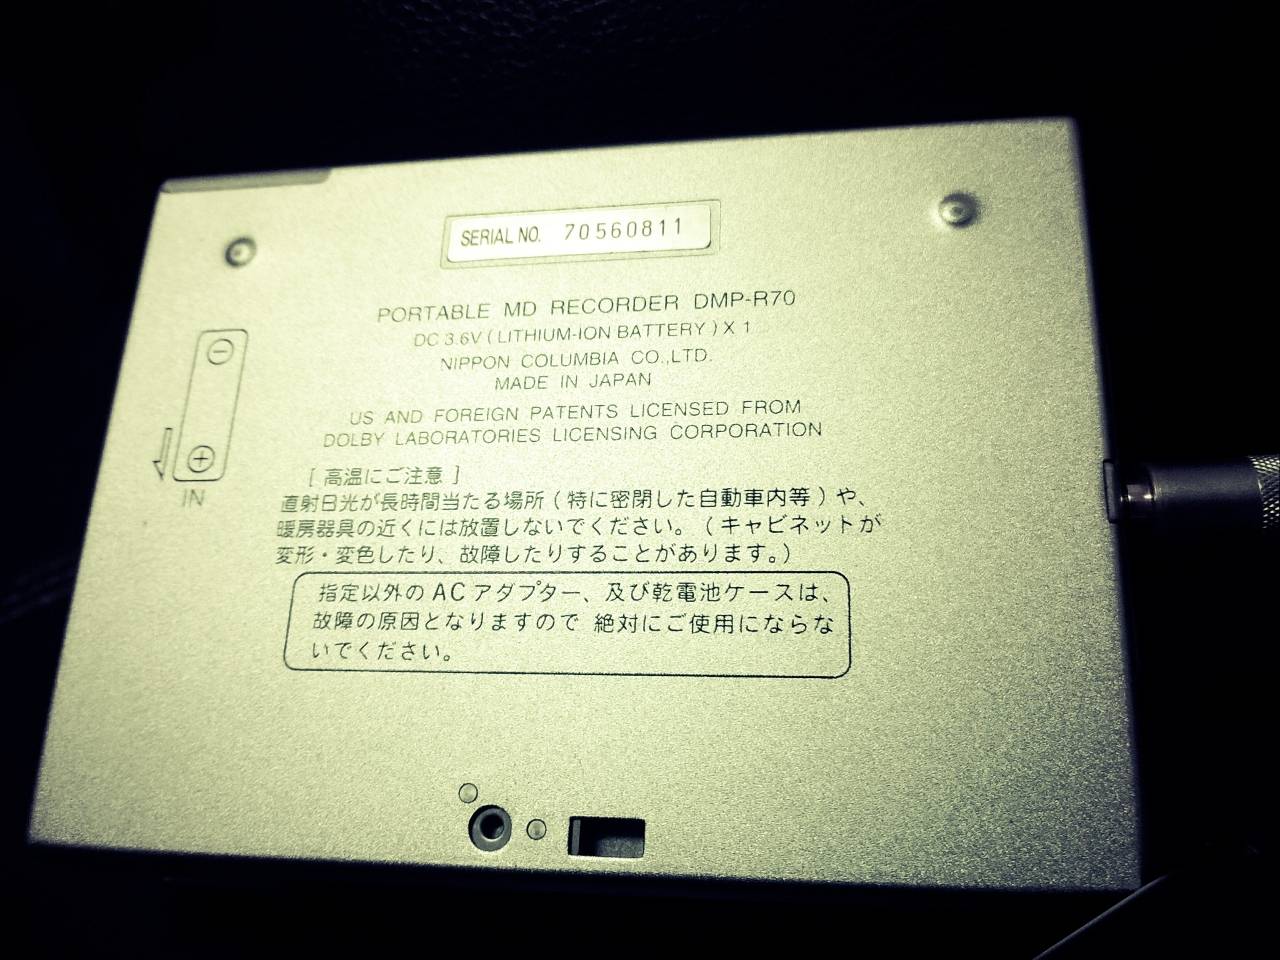 SERIAL NO. 70560811
PORTABLE MD RECORDER DMP-R70
DC 3.6V (LITHIUM-ION BATTERY) X 1
NIPPON COLUMBIA CO.,LTD.
MADE IN JAPAN
US AND FOREIGN PATENTS LICENSED FROM
DOLBY LABORATORIES LICENSING CORPORATION
⊖
⊕
IN
[ 高温にご注意 ]
直射日光が長時間当たる場所 ( 特に密閉した自動車内等 ) や、
暖房器具の近くには放置しないでください。( キャビネットが
変形・変色したり、故障したりすることがあります。)
指定以外の AC アダプター、及び乾電池ケースは、
故障の原因となりますので 絶対にご使用にならな
いでください。